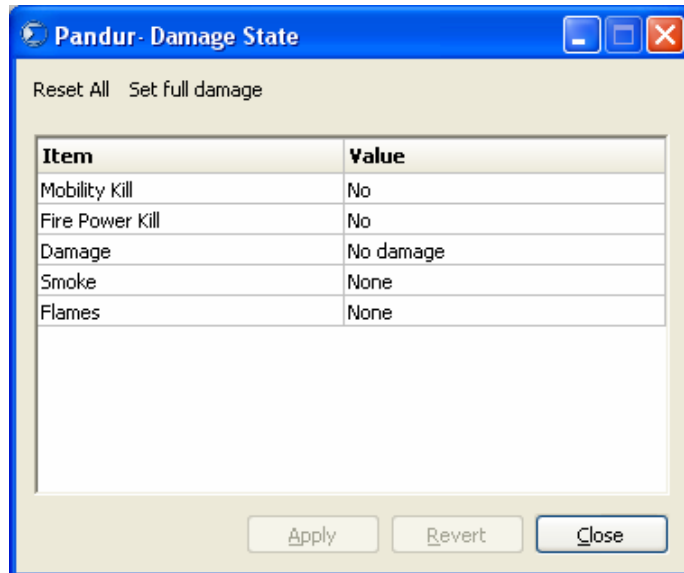 Pandur- Damage State
Reset All Set full damage
Item Value
Mobility Kill No
Fire Power Kill No
Damage No damage
Smoke None
Flames None
Apply Revert Close